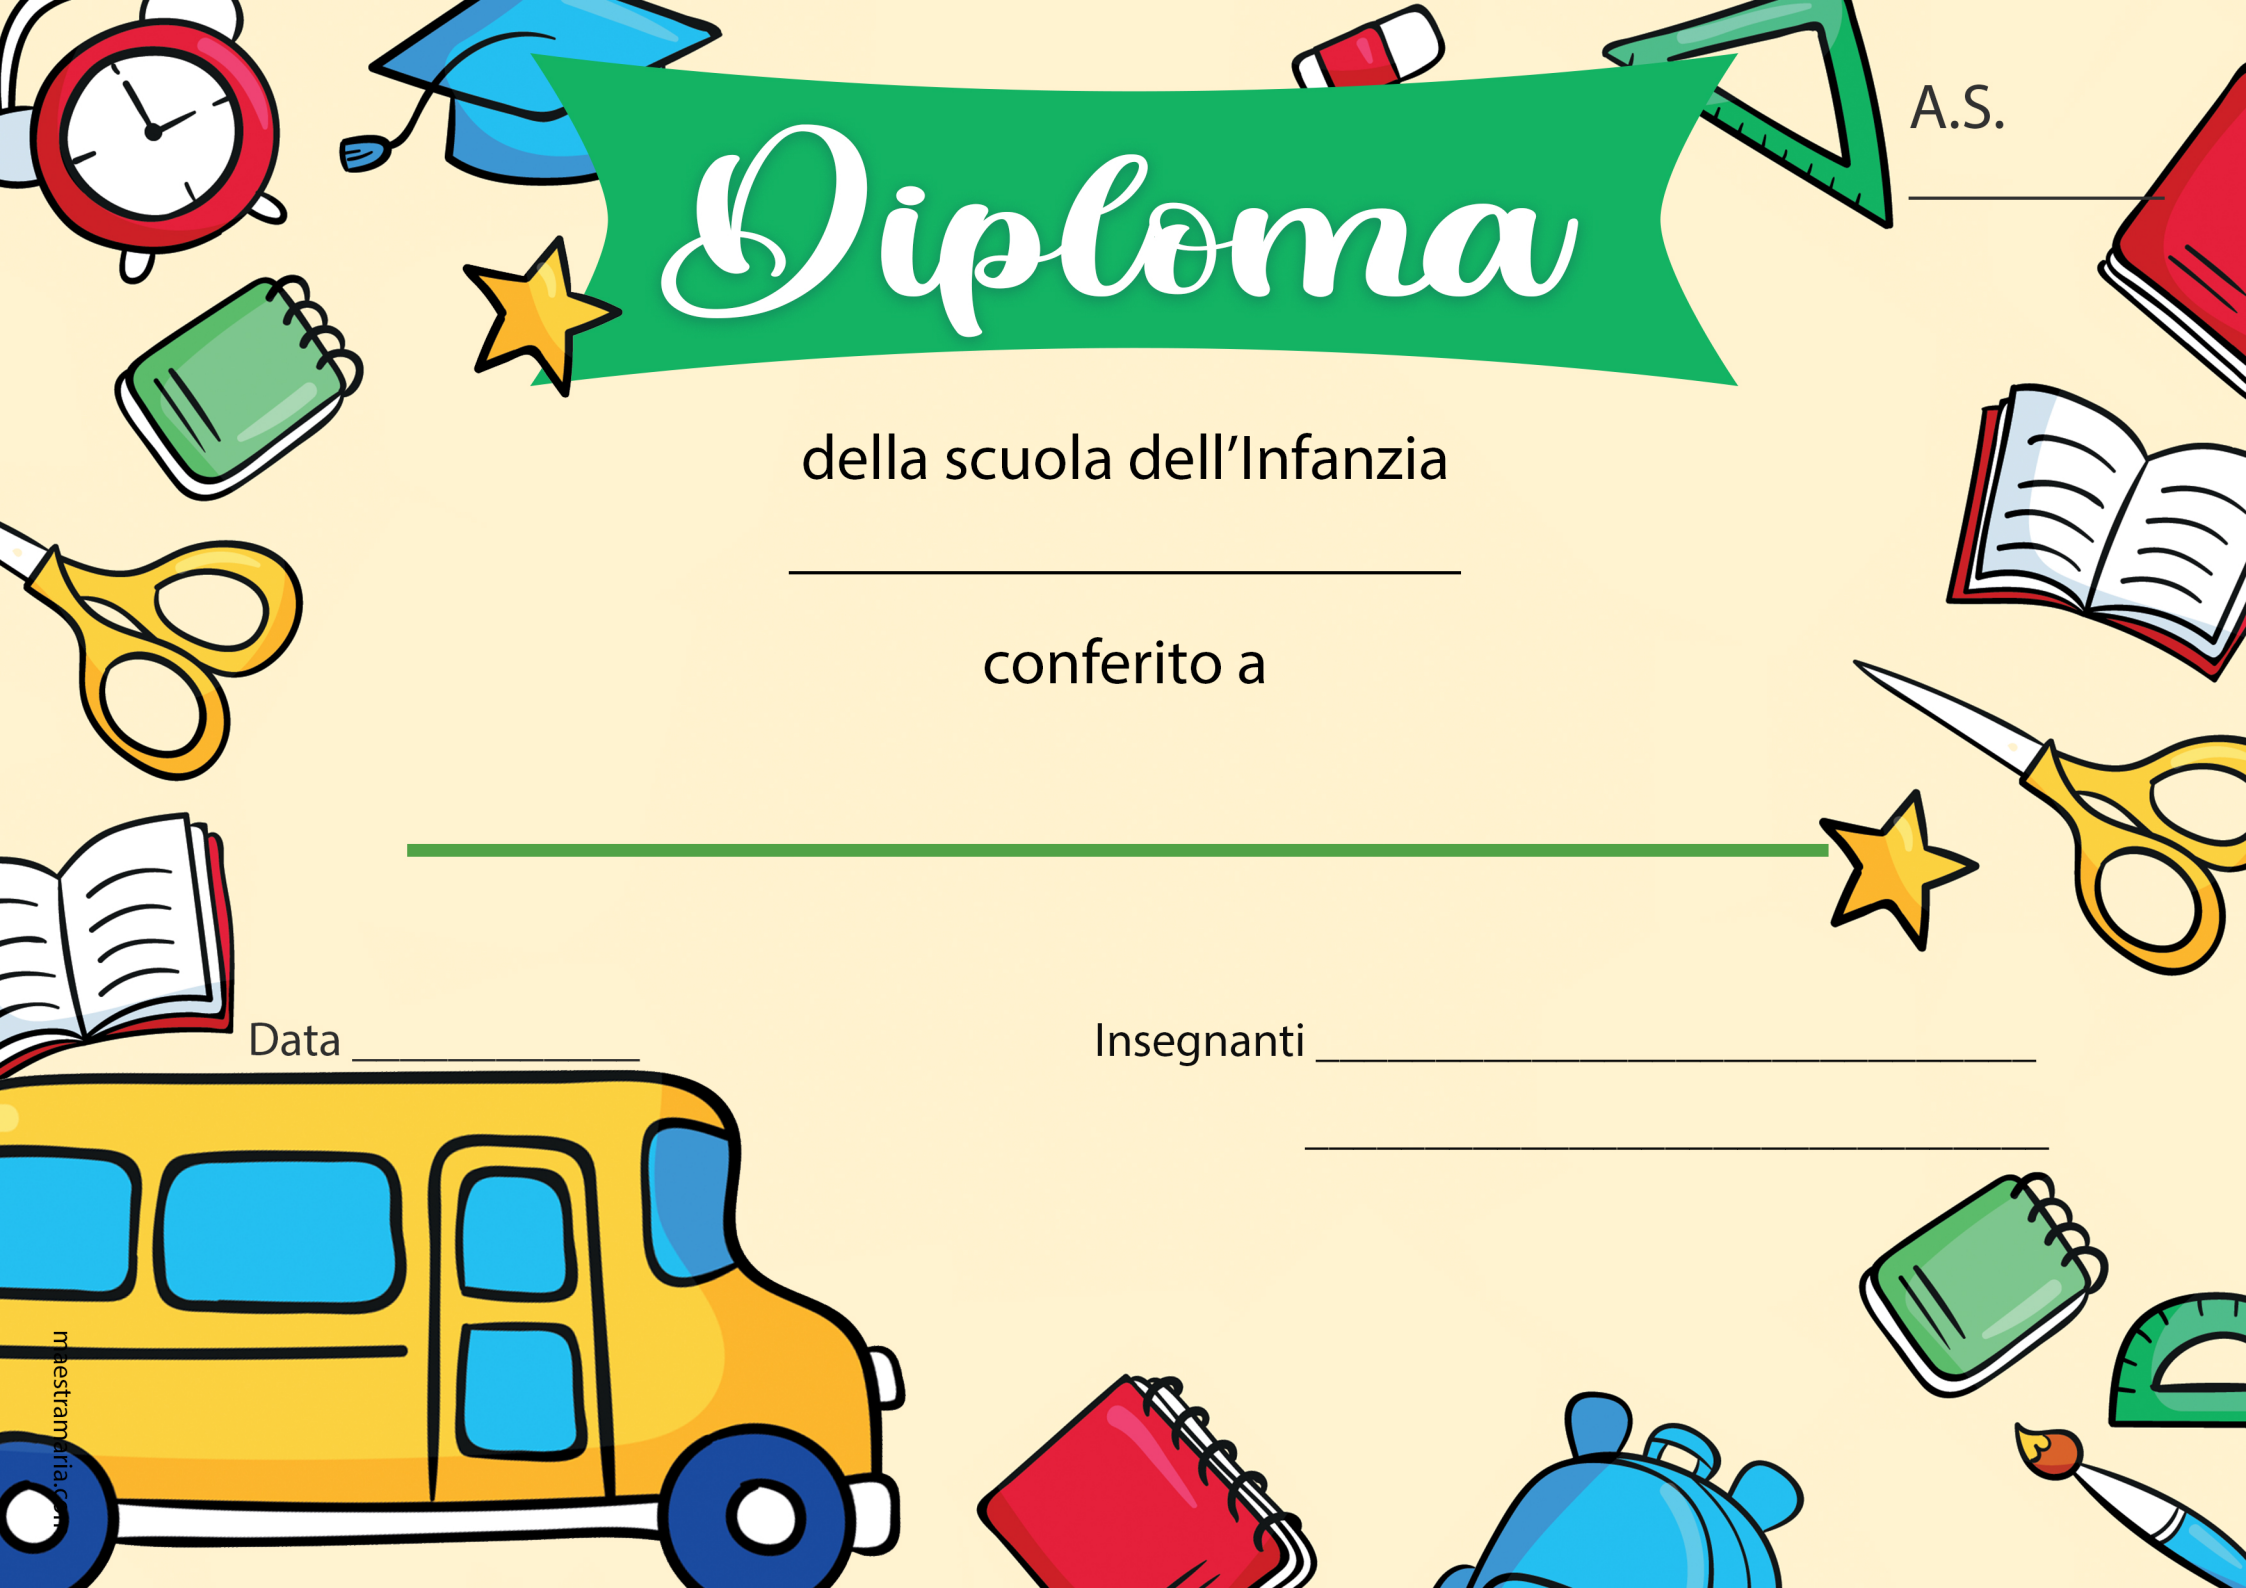 A.S.
Diploma
della scuola dell’Infanzia
conferito a
Data
Insegnanti
maestramaria.com